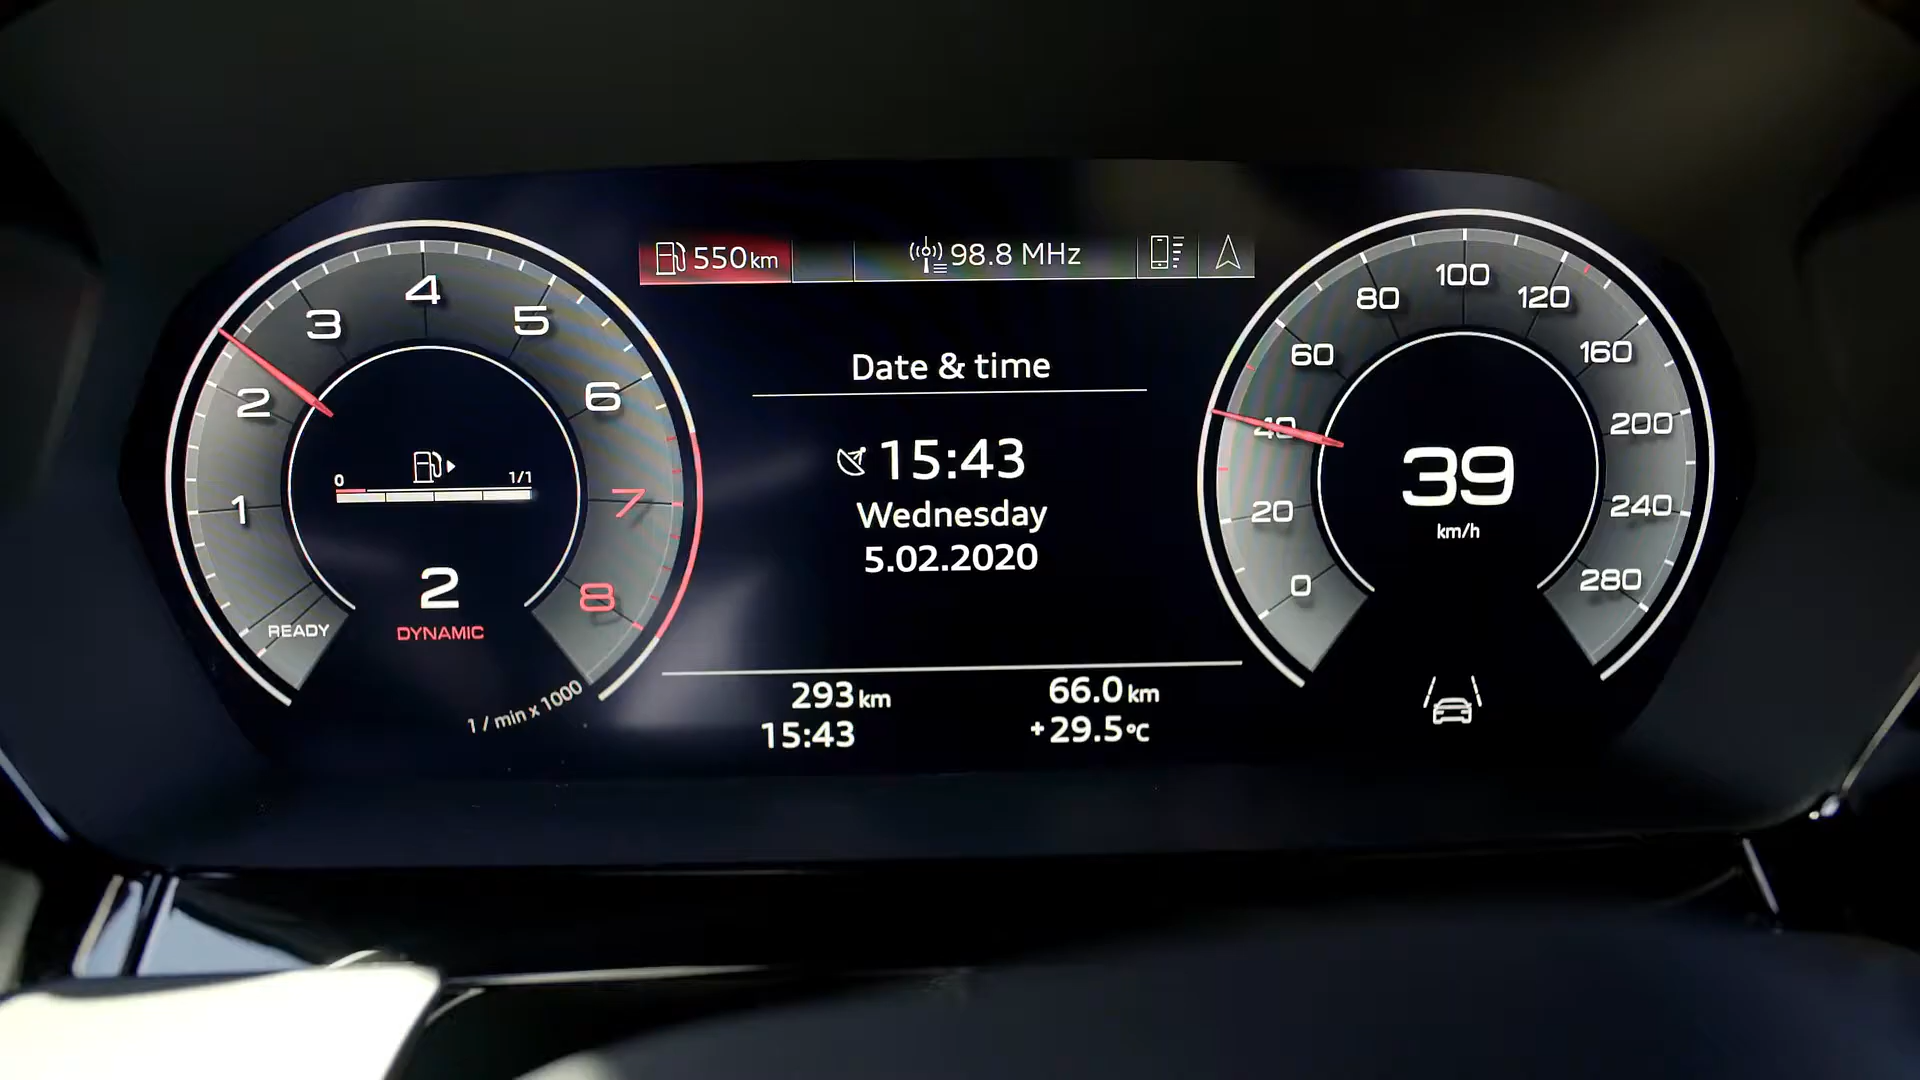 550 km
98.8 MHz
1
2
3
4
5
6
7
8
READY
0
1/1
2
DYNAMIC
1 / min x 1000
Date & time
15:43
Wednesday
5.02.2020
293 km
66.0 km
15:43
+29.5 °C
0
20
40
60
80
100
120
160
200
240
280
39
km/h